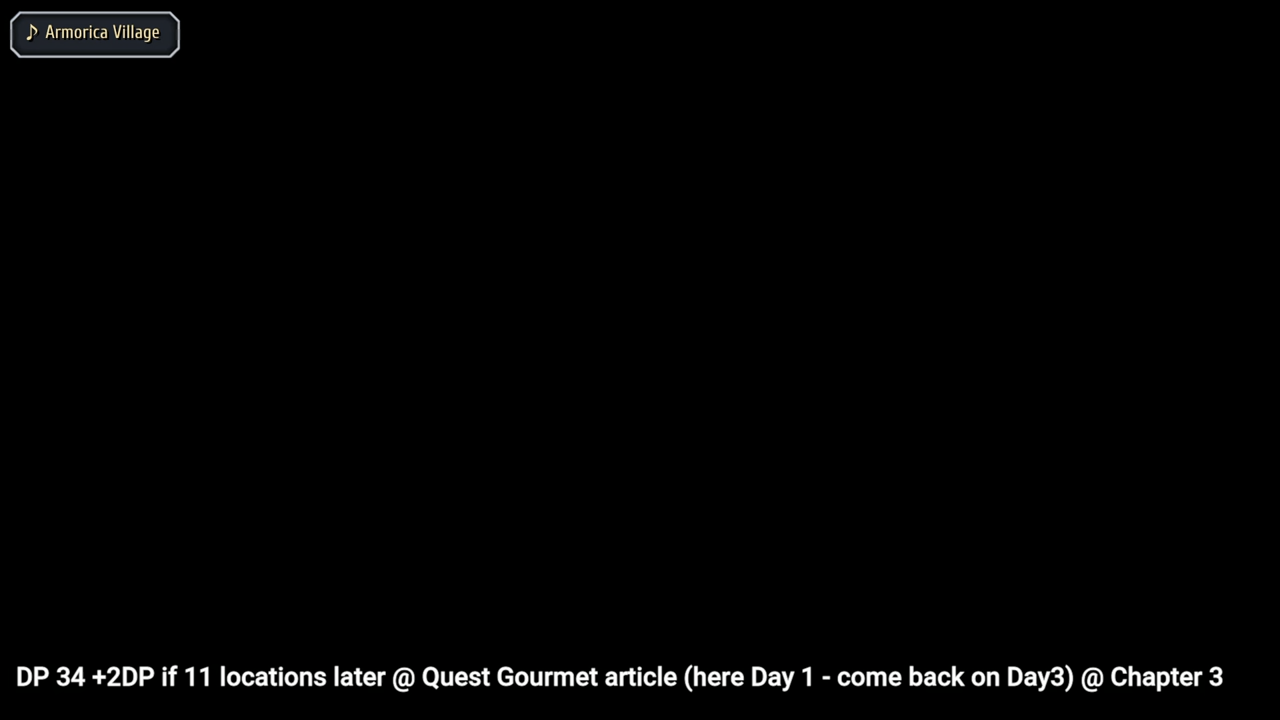 ♪ Armorica Village
DP 34 +2DP if 11 locations later @ Quest Gourmet article (here Day 1 - come back on Day3) @ Chapter 3